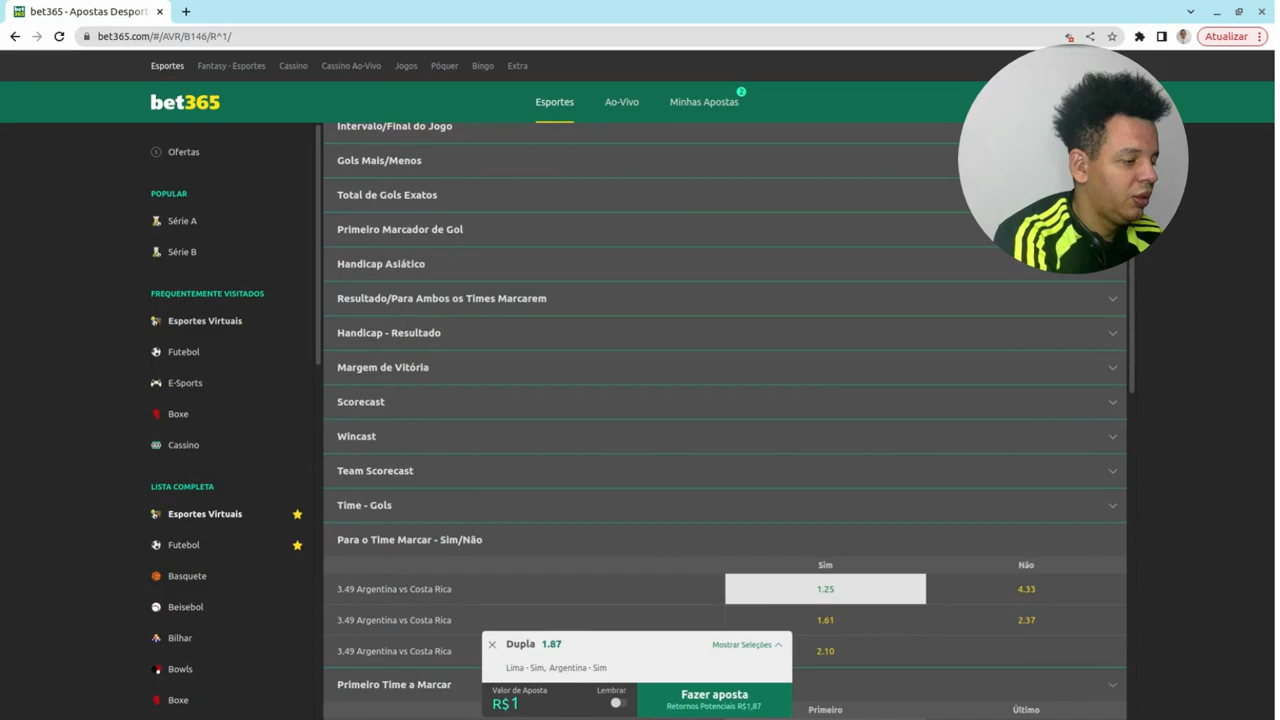 bet365 - Apostas Desport
bet365.com/#/AVR/B146/R^1/
Atualizar
Esportes
Fantasy - Esportes
Cassino
Cassino Ao-Vivo
Jogos
Póquer
Bingo
Extra
bet365
Esportes
Ao-Vivo
Minhas Apostas
2
Ofertas
POPULAR
Série A
Série B
FREQUENTEMENTE VISITADOS
Esportes Virtuais
Futebol
E-Sports
Boxe
Cassino
LISTA COMPLETA
Esportes Virtuais
Futebol
Basquete
Beisebol
Bilhar
Bowls
Boxe
Intervalo/Final do Jogo
Gols Mais/Menos
Total de Gols Exatos
Primeiro Marcador de Gol
Handicap Asiático
Resultado/Para Ambos os Times Marcarem
Handicap - Resultado
Margem de Vitória
Scorecast
Wincast
Team Scorecast
Time - Gols
Para o Time Marcar - Sim/Não
Sim Não
3.49 Argentina vs Costa Rica 1.25 4.33
3.49 Argentina vs Costa Rica 1.61 2.37
3.49 Argentina vs Costa Rica 2.10
Primeiro Time a Marcar
Primeiro Último
Dupla 1.87
Mostrar Seleções
Lima - Sim, Argentina - Sim
Valor de Aposta
R$1
Lembrar
Fazer aposta
Retornos Potenciais R$1,87